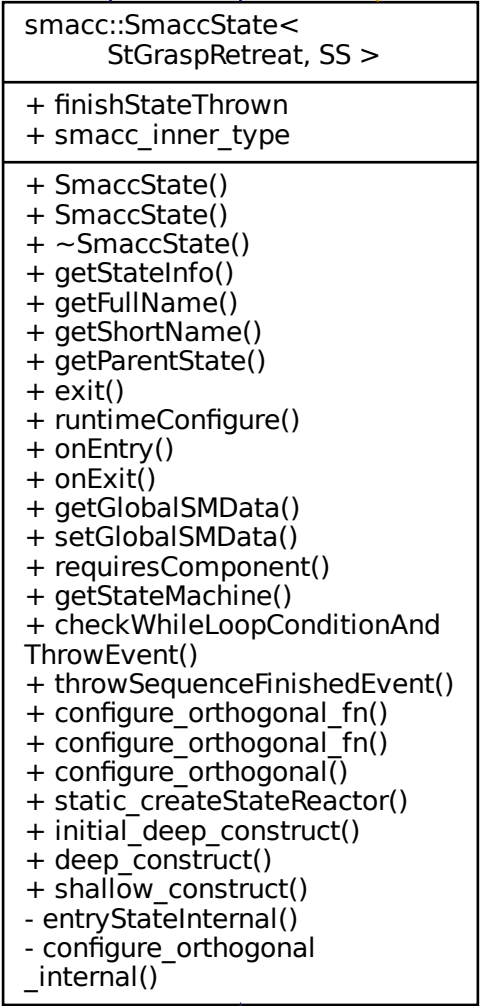 smacc::SmaccState<
StGraspRetreat, SS >
+ finishStateThrown
+ smacc_inner_type
+ SmaccState()
+ SmaccState()
+ ~SmaccState()
+ getStateInfo()
+ getFullName()
+ getShortName()
+ getParentState()
+ exit()
+ runtimeConfigure()
+ onEntry()
+ onExit()
+ getGlobalSMData()
+ setGlobalSMData()
+ requiresComponent()
+ getStateMachine()
+ checkWhileLoopConditionAnd
ThrowEvent()
+ throwSequenceFinishedEvent()
+ configure_orthogonal_fn()
+ configure_orthogonal_fn()
+ configure_orthogonal()
+ static_createStateReactor()
+ initial_deep_construct()
+ deep_construct()
+ shallow_construct()
- entryStateInternal()
- configure_orthogonal
_internal()